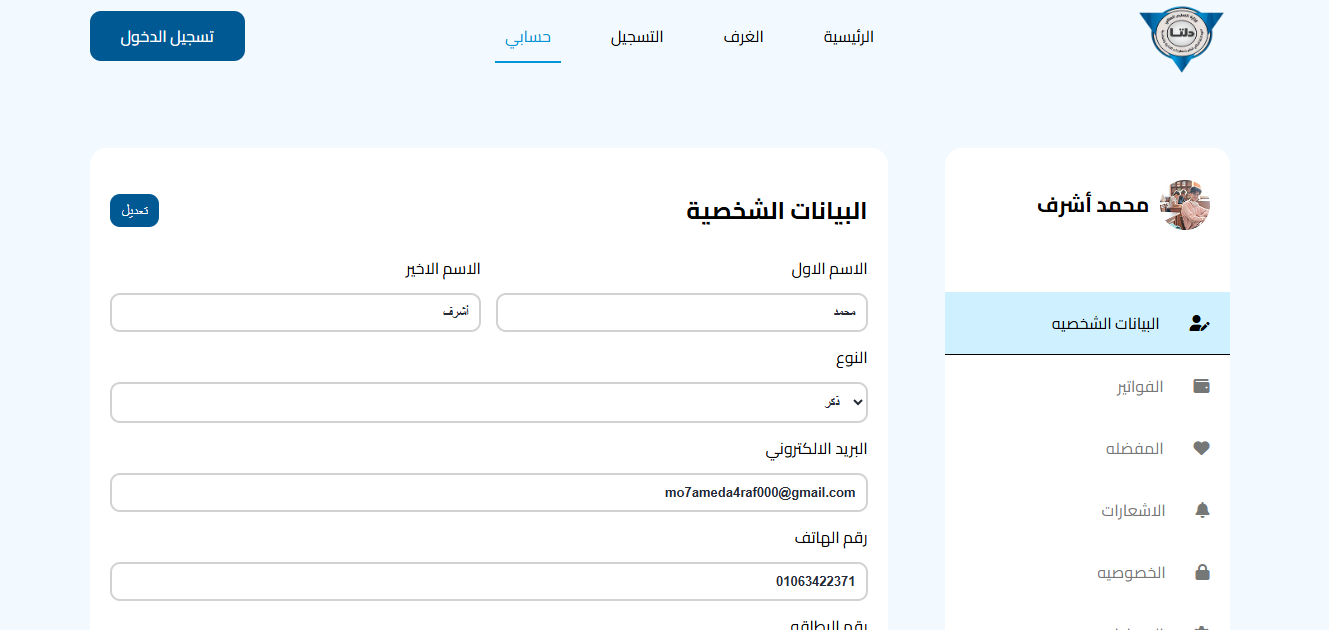 دلتا
الرئيسية
الغرف
التسجيل
حسابي
تسجيل الدخول
محمد أشرف
البيانات الشخصيه
الفواتير
المفضله
الاشعارات
الخصوصيه
البيانات الشخصية
تعديل
الاسم الاول
الاسم الاخير
محمد
أشرف
النوع
ذكر
البريد الالكتروني
mo7ameda4raf000@gmail.com
رقم الهاتف
01063422371
رقم البطاقه